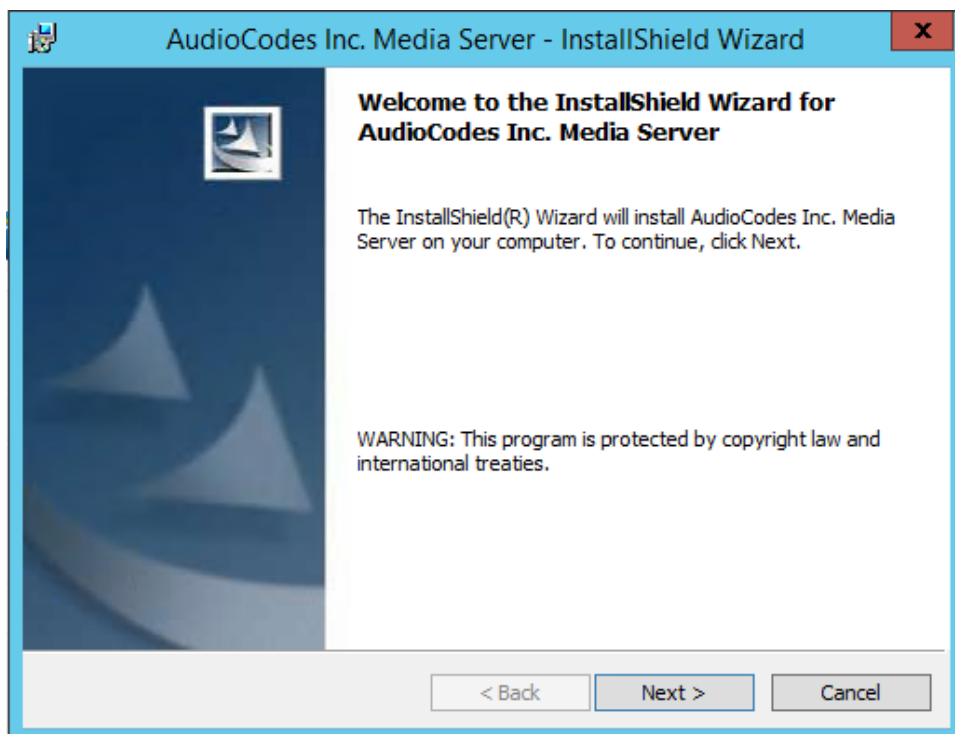 AudioCodes Inc. Media Server - InstallShield Wizard
x
Welcome to the InstallShield Wizard for
AudioCodes Inc. Media Server
The InstallShield(R) Wizard will install AudioCodes Inc. Media
Server on your computer. To continue, click Next.
WARNING: This program is protected by copyright law and
international treaties.
< Back
Next >
Cancel